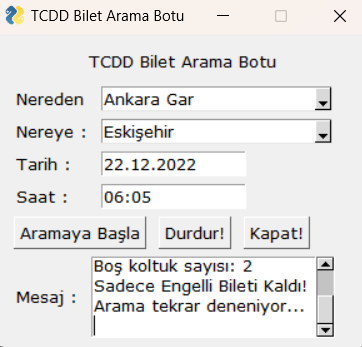 TCDD Bilet Arama Botu
TCDD Bilet Arama Botu
Nereden Ankara Gar
Nereye : Eskişehir
Tarih : 22.12.2022
Saat : 06:05
Aramaya Başla Durdur! Kapat!
Boş koltuk sayısı: 2
Sadece Engelli Bileti Kaldı!
Mesaj : Arama tekrar deneniyor...